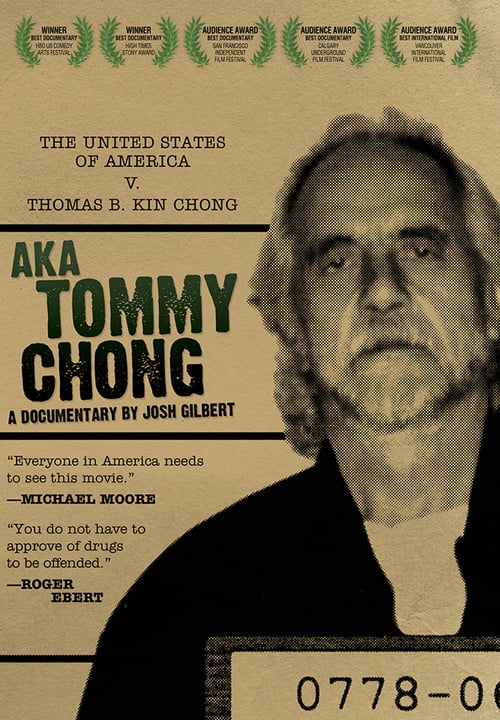 WINNER
BEST DOCUMENTARY
HBO US COMEDY
ARTS FESTIVAL
WINNER
BEST DOCUMENTARY
HIGH TIMES
STONY AWARD
AUDIENCE AWARD
BEST DOCUMENTARY
SAN FRANCISCO
INDEPENDENT
FILM FESTIVAL
AUDIENCE AWARD
BEST DOCUMENTARY
CALGARY
UNDERGROUND
FILM FESTIVAL
AUDIENCE AWARD
BEST INTERNATIONAL FILM
VANCOUVER
INTERNATIONAL
FILM FESTIVAL
THE UNITED STATES
OF AMERICA
V.
THOMAS B. KIN CHONG
AKA
TOMMY
CHONG
A DOCUMENTARY BY JOSH GILBERT
“Everyone in America needs
to see this movie.”
—MICHAEL MOORE
“You do not have to
approve of drugs
to be offended.”
—ROGER
EBERT
0778-06